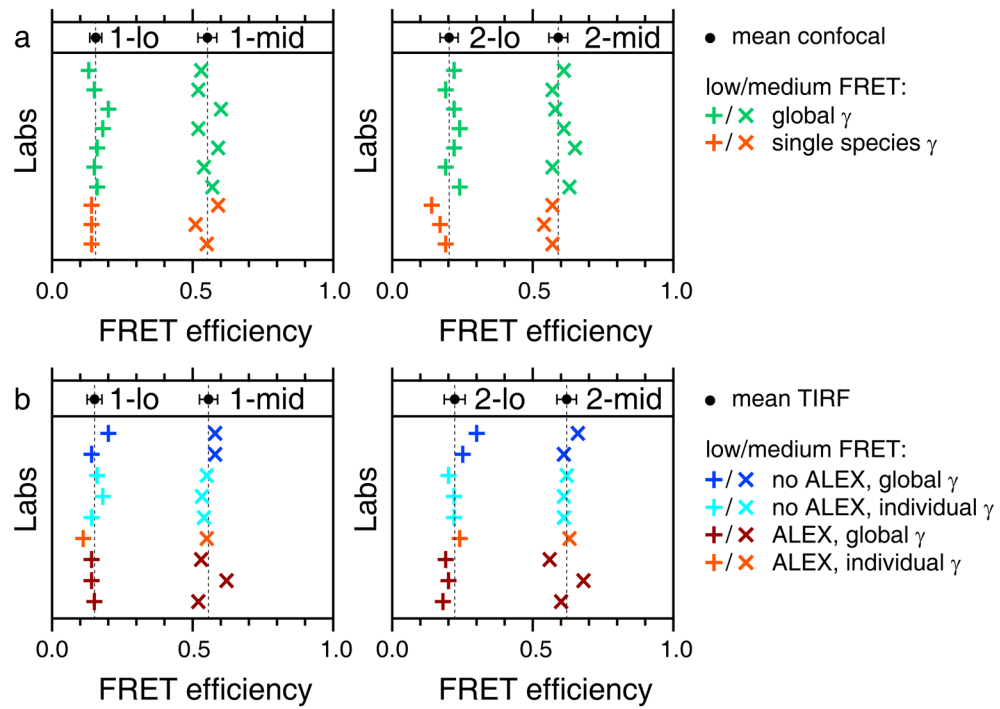 a
1-lo 1-mid
2-lo 2-mid
mean confocal
low/medium FRET:
/ global γ
/ single species γ
Labs
Labs
0.0 0.5 1.0
0.0 0.5 1.0
FRET efficiency
FRET efficiency
b
1-lo 1-mid
2-lo 2-mid
mean TIRF
low/medium FRET:
/ no ALEX, global γ
/ no ALEX, individual γ
/ ALEX, global γ
/ ALEX, individual γ
Labs
Labs
0.0 0.5 1.0
0.0 0.5 1.0
FRET efficiency
FRET efficiency